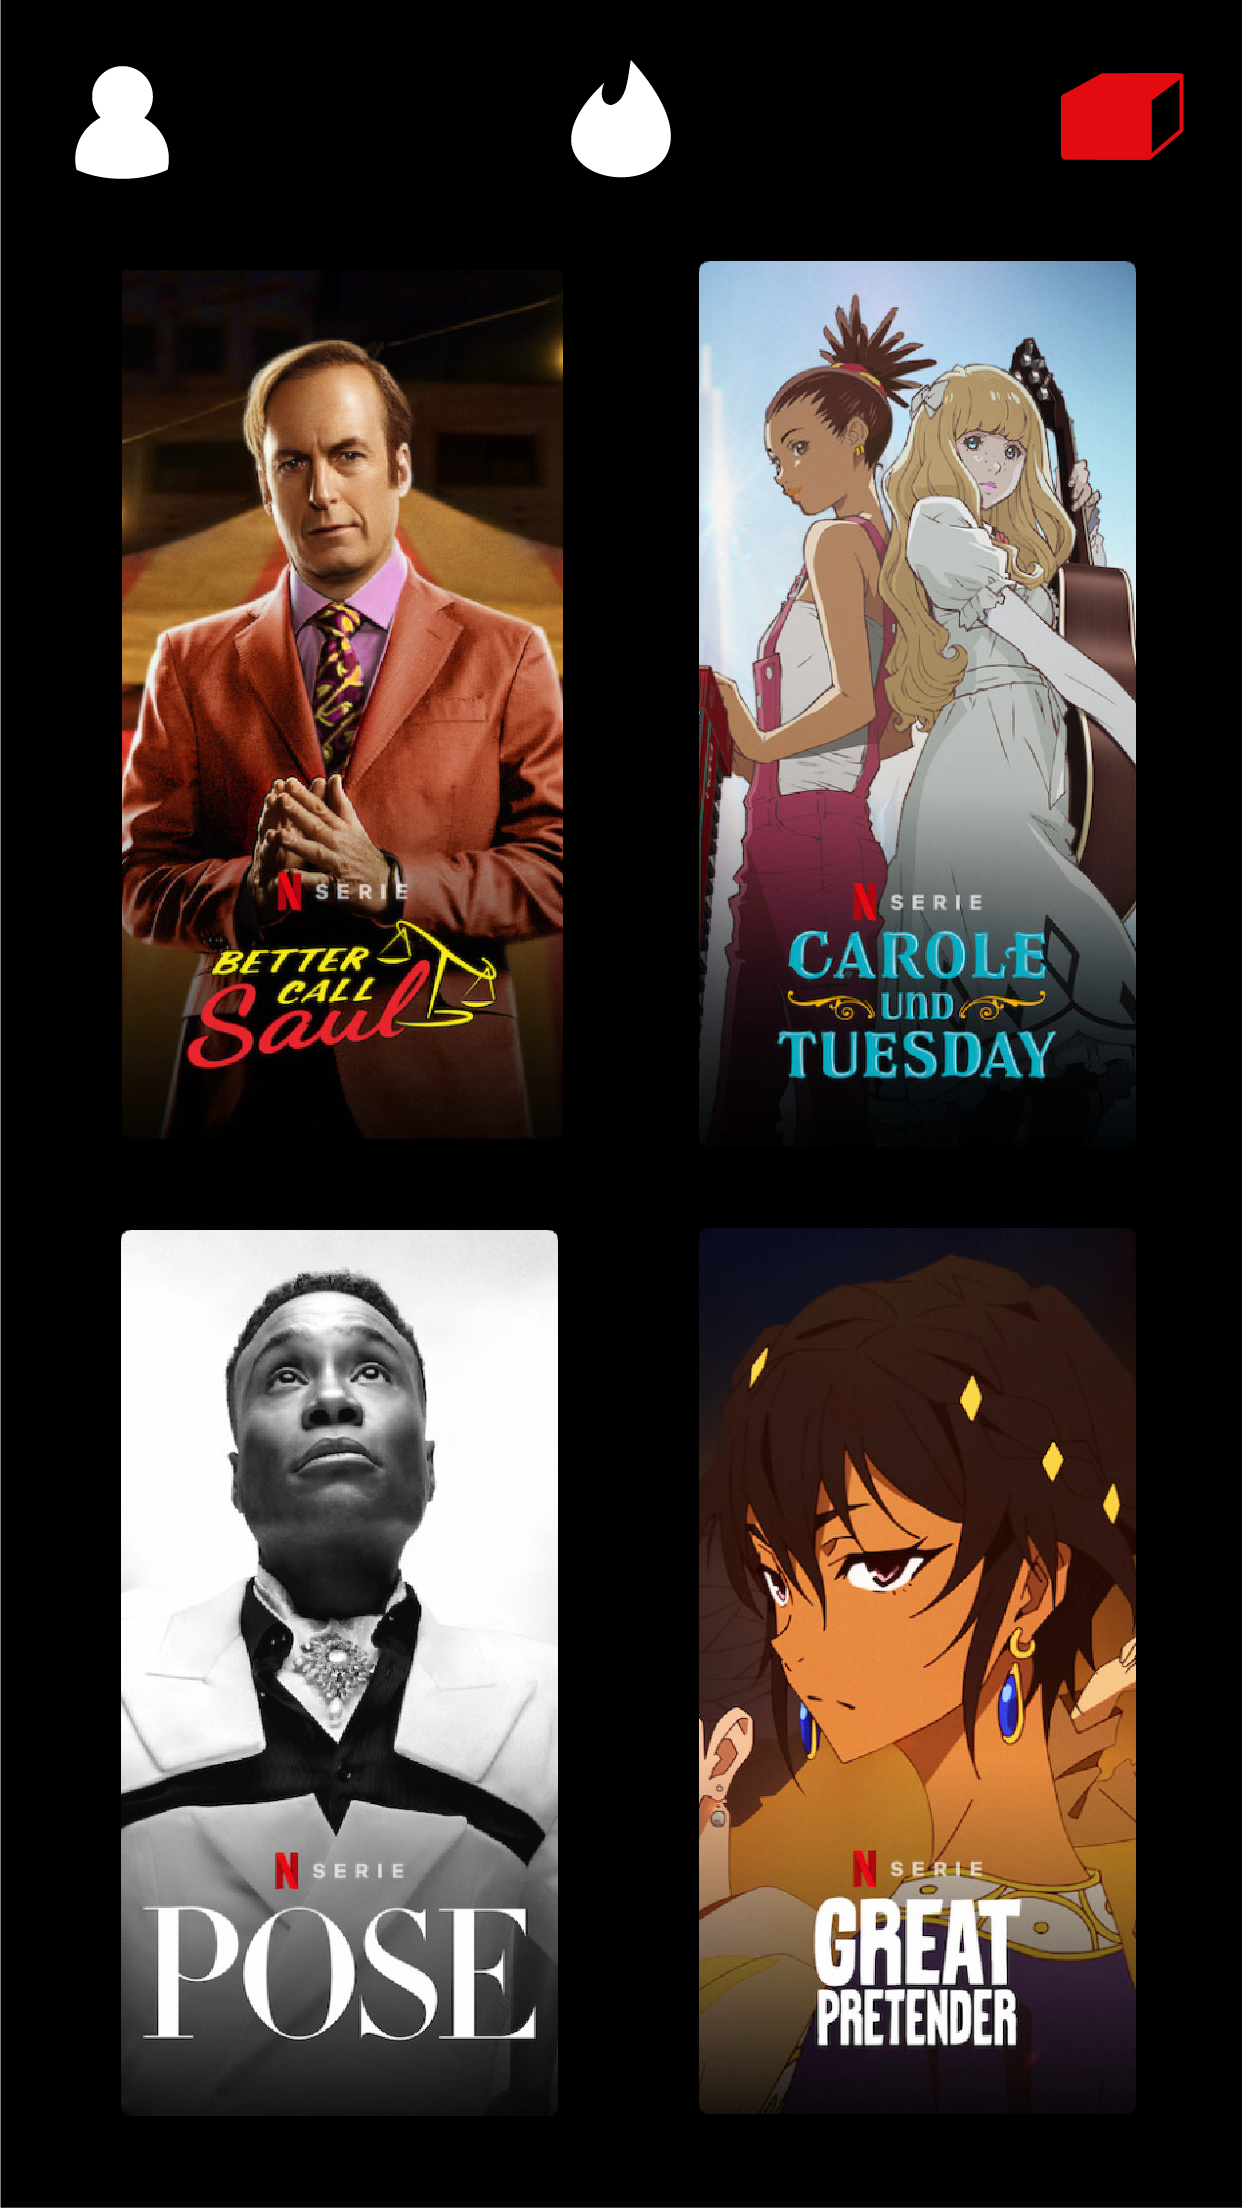 N SERIE
BETTER
CALL
Saul
N SERIE
CAROLE
UND
TUESDAY
N SERIE
POSE
N SERIE
GREAT
PRETENDER